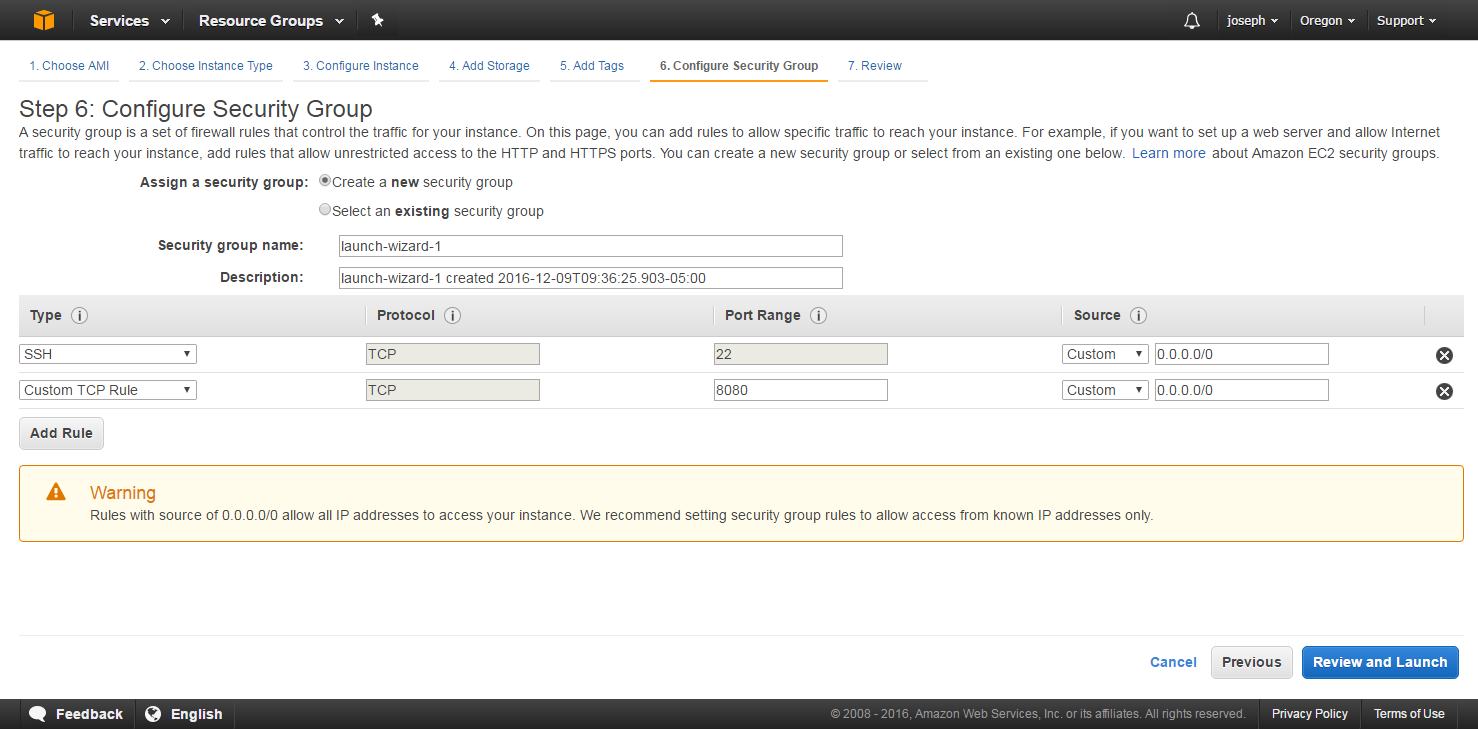 Services Resource Groups joseph Oregon Support
1. Choose AMI 2. Choose Instance Type 3. Configure Instance 4. Add Storage 5. Add Tags 6. Configure Security Group 7. Review
Step 6: Configure Security Group
A security group is a set of firewall rules that control the traffic for your instance. On this page, you can add rules to allow specific traffic to reach your instance. For example, if you want to set up a web server and allow Internet
traffic to reach your instance, add rules that allow unrestricted access to the HTTP and HTTPS ports. You can create a new security group or select from an existing one below. Learn more about Amazon EC2 security groups.
Assign a security group: Create a new security group
Select an existing security group
Security group name: launch-wizard-1
Description: launch-wizard-1 created 2016-12-09T09:36:25.903-05:00
Type i Protocol i Port Range i Source i
SSH TCP 22 Custom 0.0.0.0/0
Custom TCP Rule TCP 8080 Custom 0.0.0.0/0
Add Rule
Warning
Rules with source of 0.0.0.0/0 allow all IP addresses to access your instance. We recommend setting security group rules to allow access from known IP addresses only.
Cancel Previous Review and Launch
Feedback English © 2008 - 2016, Amazon Web Services, Inc. or its affiliates. All rights reserved. Privacy Policy Terms of Use